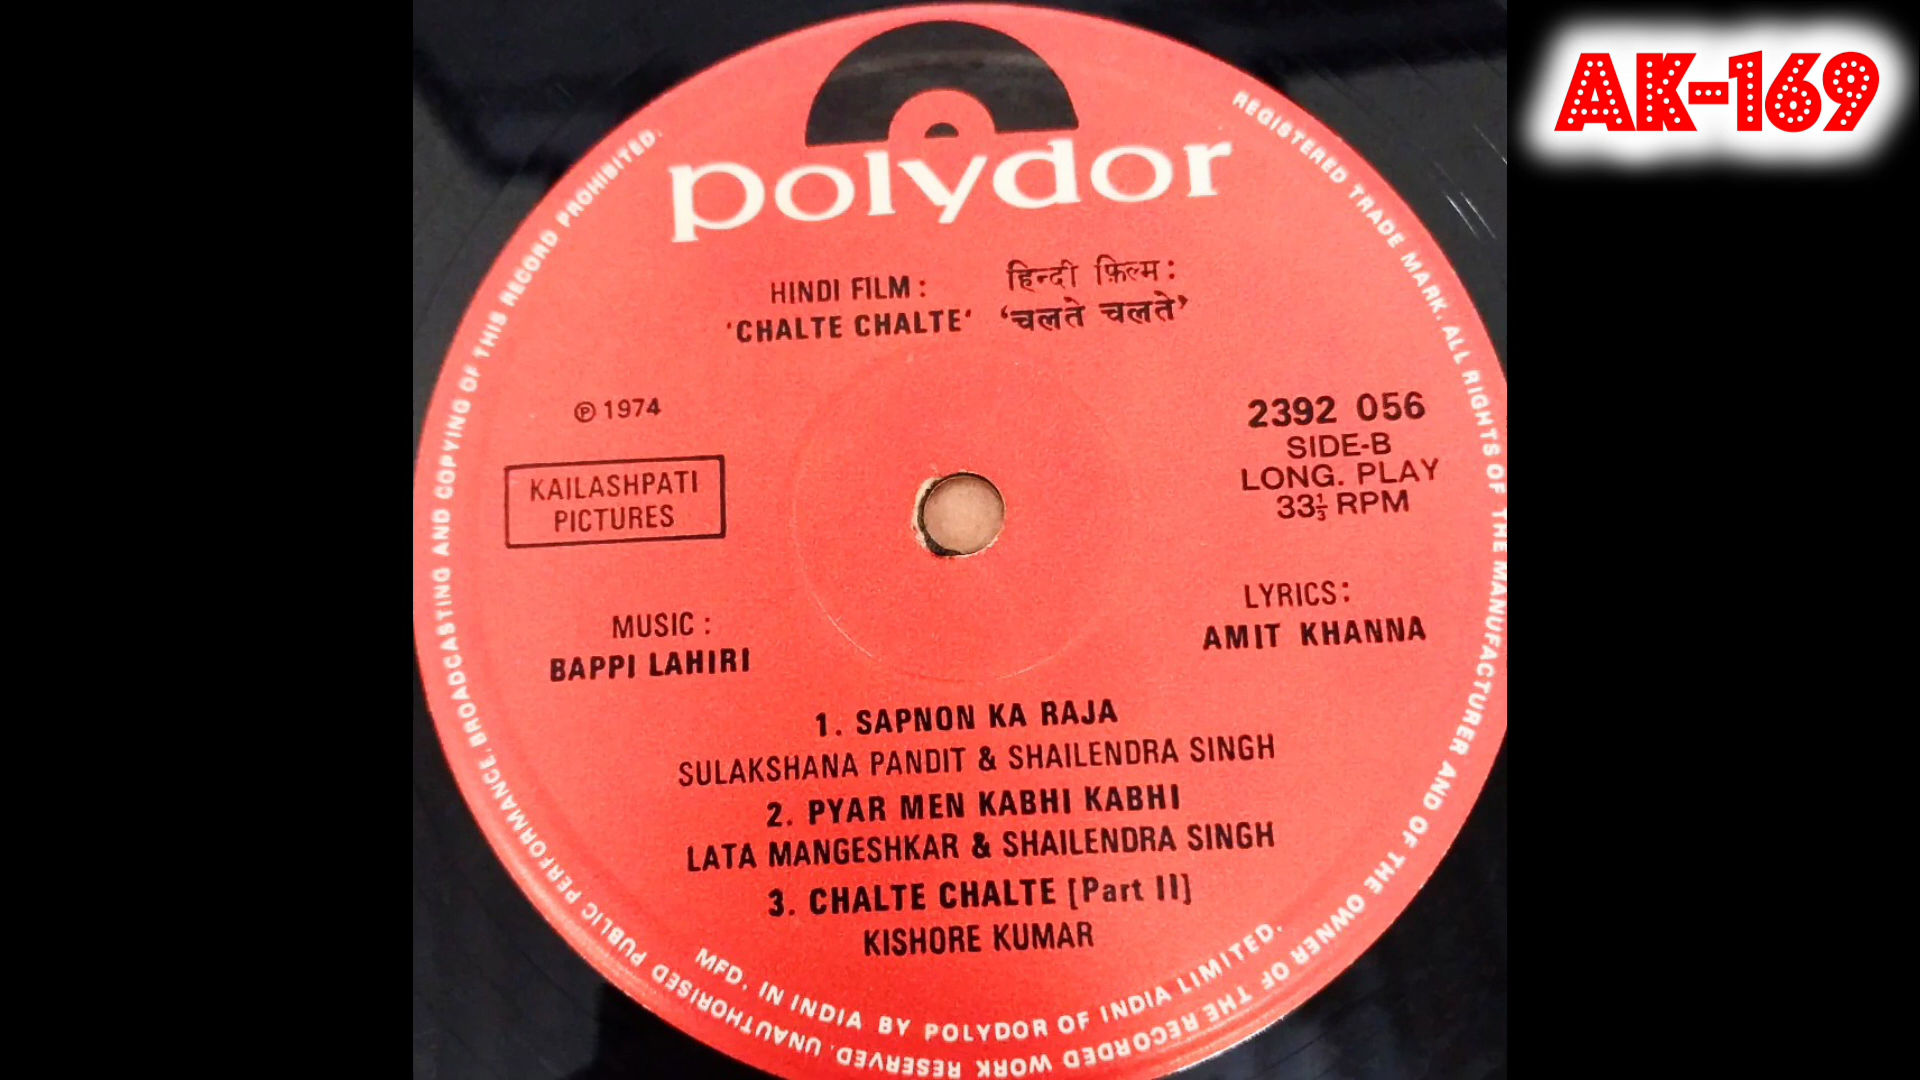 AK-169
polydor
HINDI FILM :
'CHALTE CHALTE'
हिन्दी फ़िल्म :
‘चलते चलते’
℗ 1974
KAILASHPATI
PICTURES
2392 056
SIDE-B
LONG. PLAY
33⅓ RPM
MUSIC :
BAPPI LAHIRI
LYRICS :
AMIT KHANNA
1. SAPNON KA RAJA
SULAKSHANA PANDIT & SHAILENDRA SINGH
2. PYAR MEN KABHI KABHI
LATA MANGESHKAR & SHAILENDRA SINGH
3. CHALTE CHALTE [Part II]
KISHORE KUMAR
MFD. IN INDIA BY POLYDOR OF INDIA LIMITED.
REGISTERED TRADE MARK. ALL RIGHTS OF THE MANUFACTURER AND OF THE OWNER OF THE RECORDED WORK RESERVED. UNAUTHORISED PUBLIC PERFORMANCE, BROADCASTING AND COPYING OF THIS RECORD PROHIBITED.